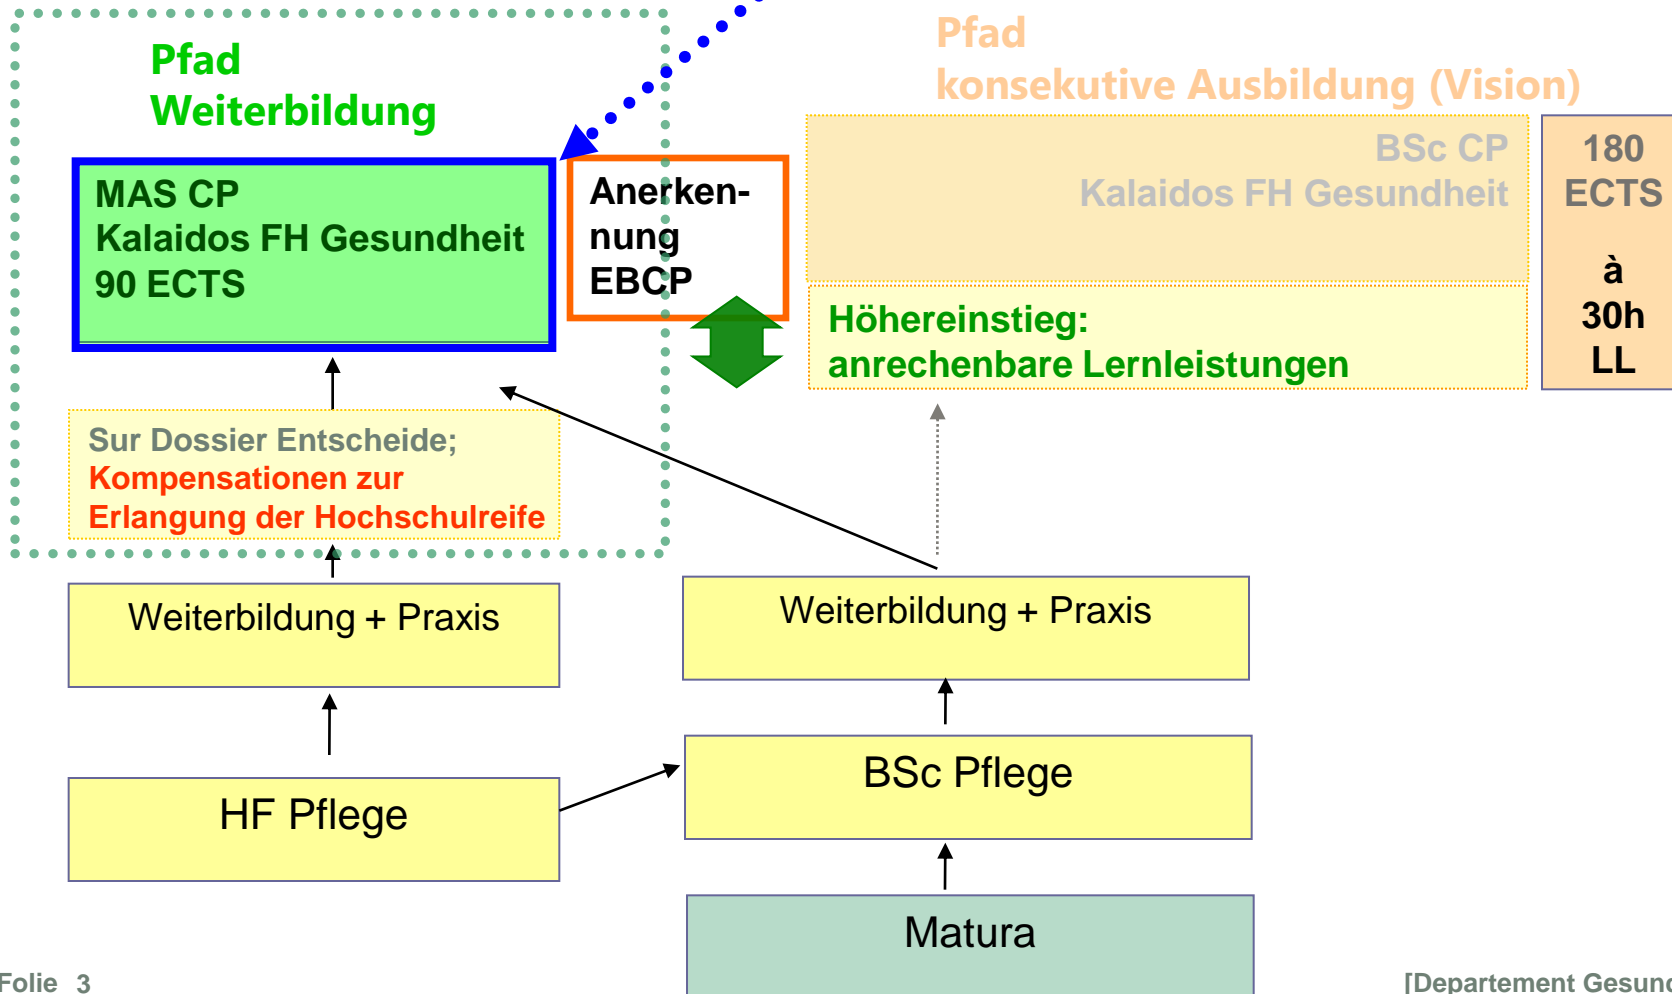 Pfad
Weiterbildung
Pfad
konsekutive Ausbildung (Vision)
MAS CP
Kalaidos FH Gesundheit
90 ECTS
Anerken-
nung
EBCP
BSc CP
Kalaidos FH Gesundheit
180
ECTS
à
30h
LL
Höhereinstieg:
anrechenbare Lernleistungen
Sur Dossier Entscheide;
Kompensationen zur
Erlangung der Hochschulreife
Weiterbildung + Praxis
Weiterbildung + Praxis
HF Pflege
BSc Pflege
Matura
Folie 3
[Departement